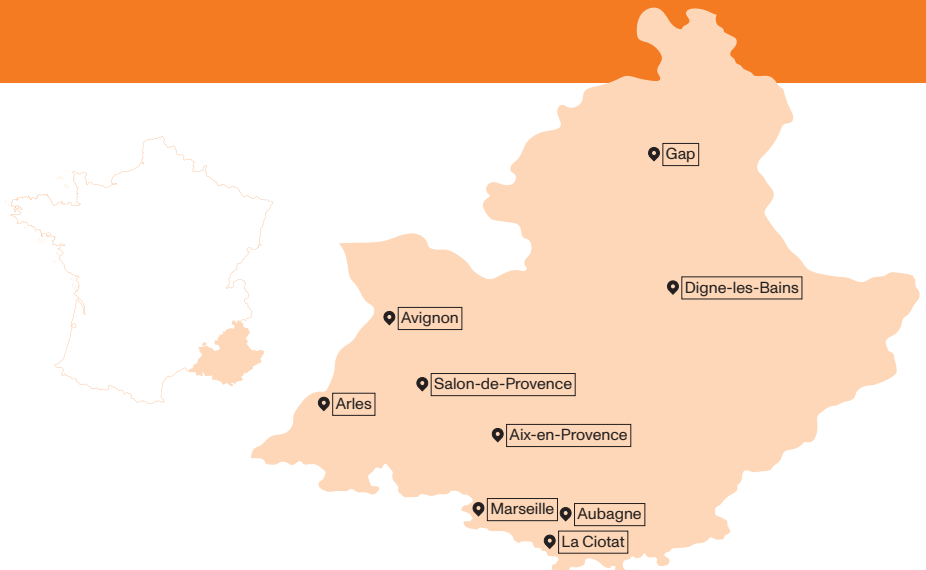 Gap
Digne-les-Bains
Avignon
Salon-de-Provence
Arles
Aix-en-Provence
Marseille
Aubagne
La Ciotat